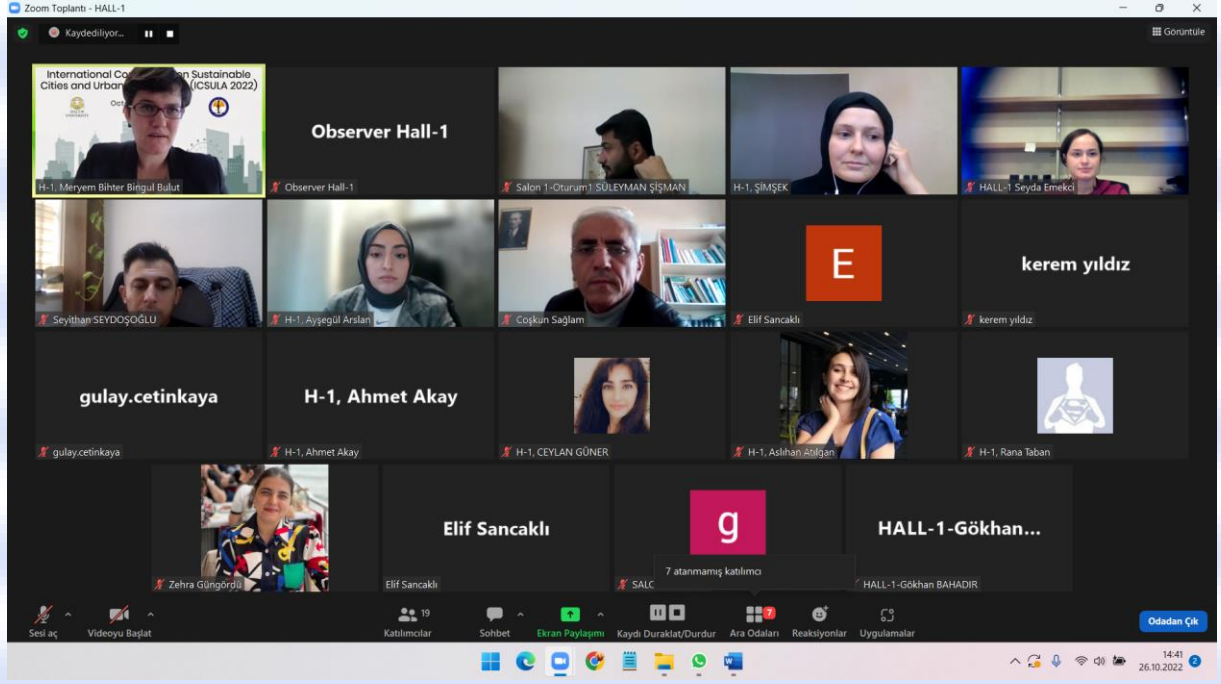 Zoom Toplantı - HALL-1
Kaydediliyor...
Görüntüle
International Co n Sustainable
Cities and Urban (ICSULA 2022)
Oct
H-1, Meryem Bihter Bingul Bulut
Observer Hall-1
Observer Hall-1
Salon 1-Oturum1 SÜLEYMAN ŞİŞMAN
H-1, ŞİMŞEK
HALL-1 Seyda Emekci
Seyithan SEYDOŞOĞLU
H-1, Ayşegül Arslan
Coşkun Sağlam
E
Elif Sancaklı
kerem yıldız
kerem yıldız
gulay.cetinkaya
gulay.cetinkaya
H-1, Ahmet Akay
H-1, Ahmet Akay
H-1, CEYLAN GÜNER
H-1, Aslıhan Atılgan
H-1, Rana Taban
Zehra Güngördü
Elif Sancaklı
Elif Sancaklı
g
SALC
7 atanmamış katılımcı
HALL-1-Gökhan...
HALL-1-Gökhan BAHADIR
Sesi aç
Videoyu Başlat
19
Katılımcılar
Sohbet
Ekran Paylaşımı
Kaydı Duraklat/Durdur
7
Ara Odaları
Reaksiyonlar
Uygulamalar
Odadan Çık
14:41
26.10.2022
2